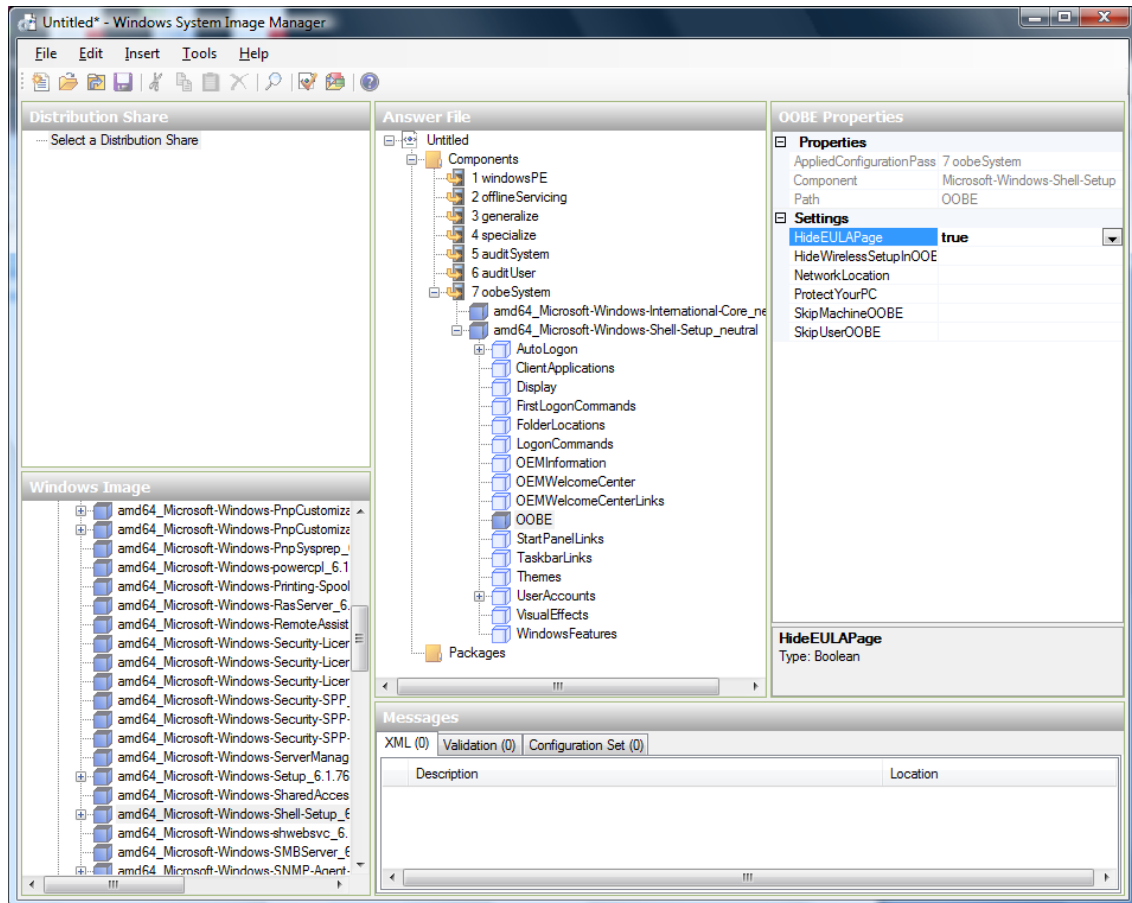 Untitled* - Windows System Image Manager
File Edit Insert Tools Help
Distribution Share
Select a Distribution Share
Windows Image
amd64_Microsoft-Windows-PnpCustomiza
amd64_Microsoft-Windows-PnpCustomiza
amd64_Microsoft-Windows-PnpSysprep_
amd64_Microsoft-Windows-powercpl_6.1
amd64_Microsoft-Windows-Printing-Spool
amd64_Microsoft-Windows-RasServer_6.
amd64_Microsoft-Windows-RemoteAssist
amd64_Microsoft-Windows-Security-Licer
amd64_Microsoft-Windows-Security-Licer
amd64_Microsoft-Windows-Security-Licer
amd64_Microsoft-Windows-Security-SPP_
amd64_Microsoft-Windows-Security-SPP-
amd64_Microsoft-Windows-Security-SPP-
amd64_Microsoft-Windows-ServerManag
amd64_Microsoft-Windows-Setup_6.1.76
amd64_Microsoft-Windows-SharedAcces
amd64_Microsoft-Windows-Shell-Setup_6
amd64_Microsoft-Windows-shwebsvc_6.
amd64_Microsoft-Windows-SMBServer_6
amd64_Microsoft-Windows-SNMP-Agent-
Answer File
Untitled
Components
1 windowsPE
2 offlineServicing
3 generalize
4 specialize
5 auditSystem
6 auditUser
7 oobeSystem
amd64_Microsoft-Windows-International-Core_ne
amd64_Microsoft-Windows-Shell-Setup_neutral
AutoLogon
ClientApplications
Display
FirstLogonCommands
FolderLocations
LogonCommands
OEMInformation
OEMWelcomeCenter
OEMWelcomeCenterLinks
OOBE
StartPanelLinks
TaskbarLinks
Themes
UserAccounts
VisualEffects
WindowsFeatures
Packages
OOBE Properties
Properties
AppliedConfigurationPass 7 oobeSystem
Component Microsoft-Windows-Shell-Setup
Path OOBE
Settings
HideEULAPage true
HideWirelessSetupInOOE
NetworkLocation
ProtectYourPC
SkipMachineOOBE
SkipUserOOBE
HideEULAPage
Type: Boolean
Messages
XML (0) Validation (0) Configuration Set (0)
Description Location